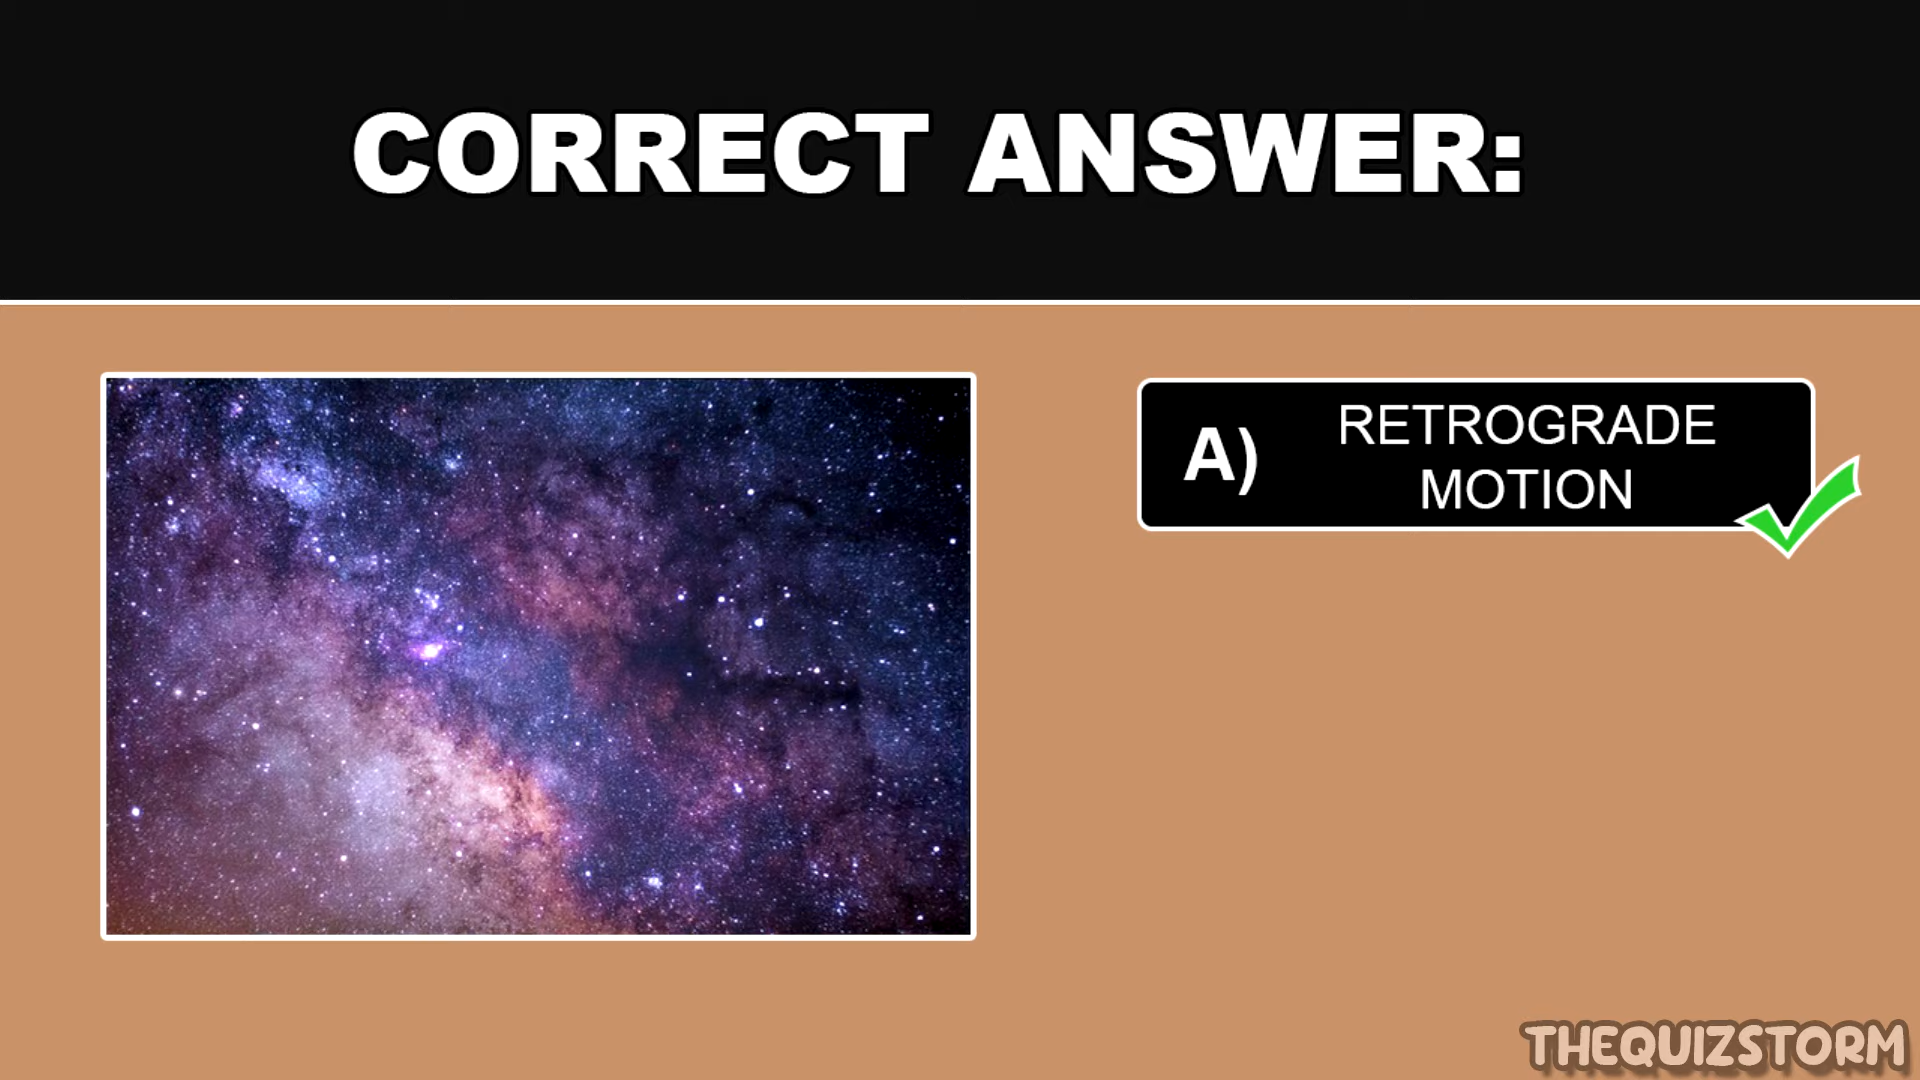 CORRECT ANSWER:
A)
RETROGRADE
MOTION
THEQUIZSTORM